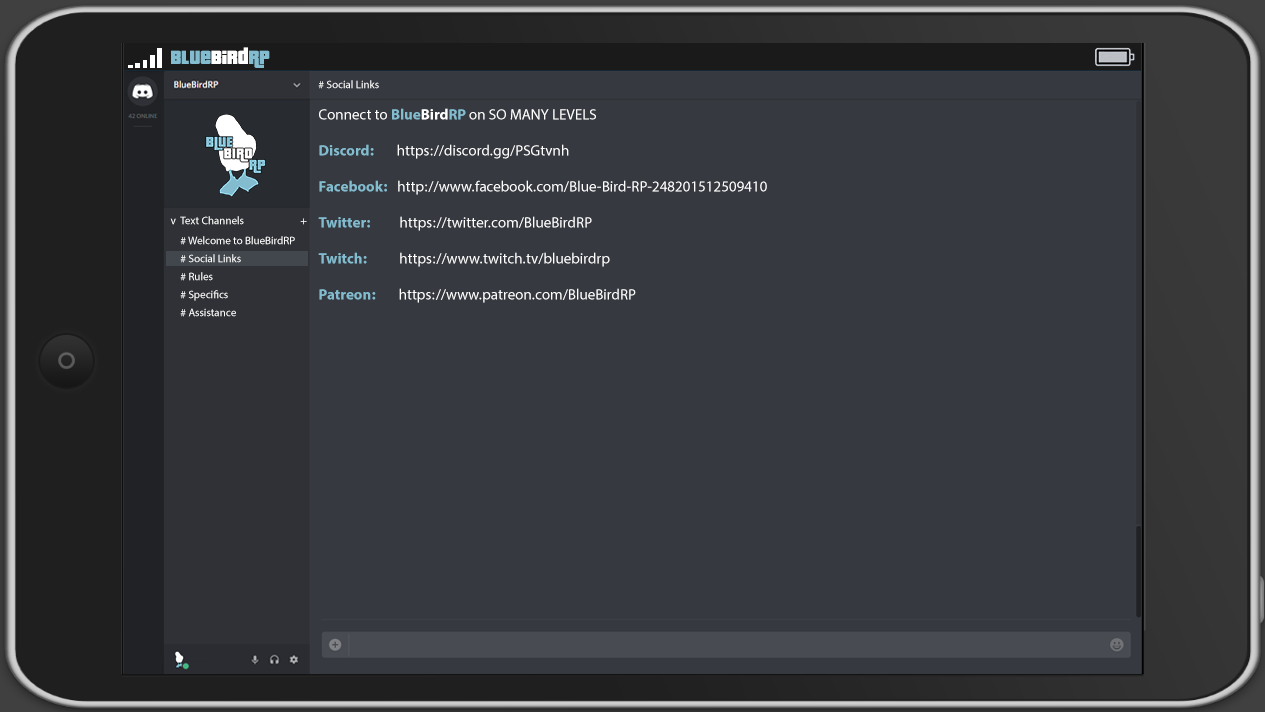 BLUEBIRDRP
BlueBirdRP
# Social Links
42 ONLINE
BLUE
BIRD
RP
v Text Channels +
# Welcome to BlueBirdRP
# Social Links
# Rules
# Specifics
# Assistance
Connect to BlueBirdRP on SO MANY LEVELS
Discord: https://discord.gg/PSGtvnh
Facebook: http://www.facebook.com/Blue-Bird-RP-248201512509410
Twitter: https://twitter.com/BlueBirdRP
Twitch: https://www.twitch.tv/bluebirdrp
Patreon: https://www.patreon.com/BlueBirdRP